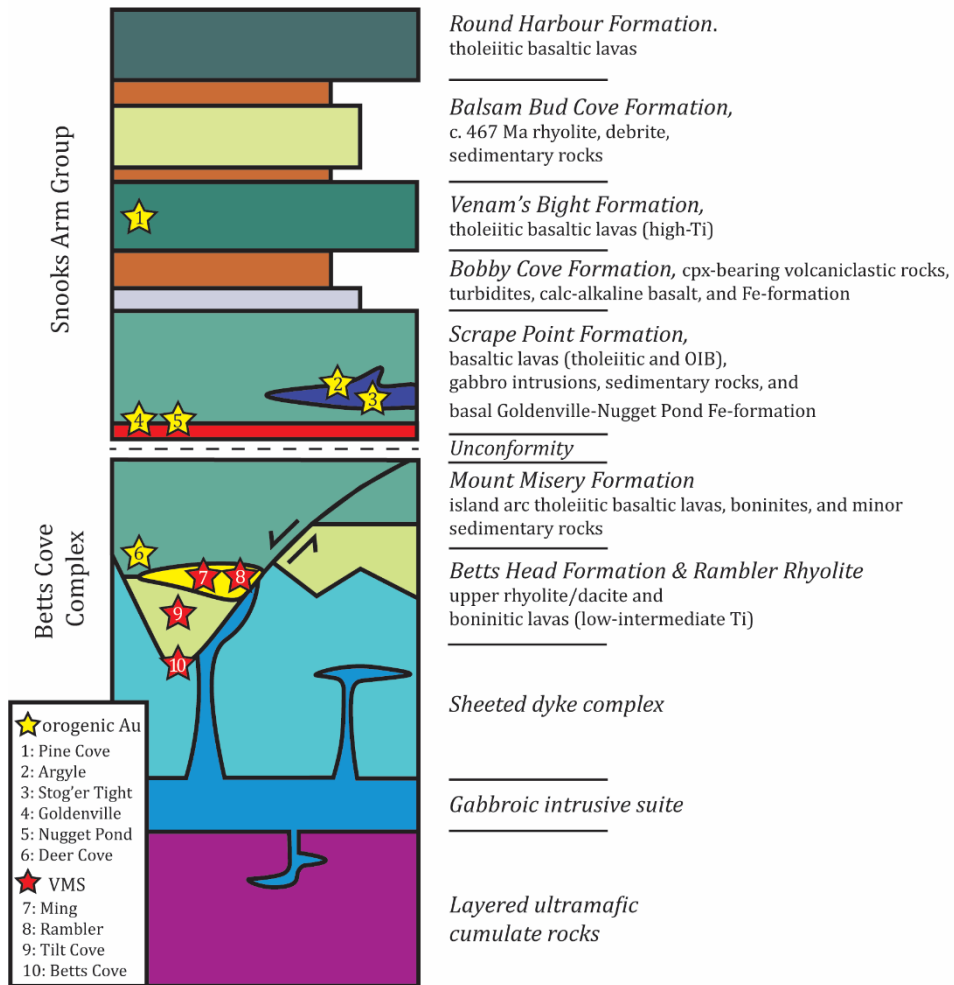 Round Harbour Formation.
tholeiitic basaltic lavas
Balsam Bud Cove Formation,
c. 467 Ma rhyolite, debrite,
sedimentary rocks
Venam's Bight Formation,
tholeiitic basaltic lavas (high-Ti)
Bobby Cove Formation, cpx-bearing volcaniclastic rocks,
turbidites, calc-alkaline basalt, and Fe-formation
Scrape Point Formation,
basaltic lavas (tholeiitic and OIB),
gabbro intrusions, sedimentary rocks, and
basal Goldenville-Nugget Pond Fe-formation
Unconformity
Mount Misery Formation
island arc tholeiitic basaltic lavas, boninites, and minor
sedimentary rocks
Betts Head Formation & Rambler Rhyolite
upper rhyolite/dacite and
boninitic lavas (low-intermediate Ti)
Sheeted dyke complex
Gabbroic intrusive suite
Layered ultramafic
cumulate rocks
Snooks Arm Group
Betts Cove
Complex
1
2
3
4
5
6
7
8
9
10
orogenic Au
1: Pine Cove
2: Argyle
3: Stog'er Tight
4: Goldenville
5: Nugget Pond
6: Deer Cove
VMS
7: Ming
8: Rambler
9: Tilt Cove
10: Betts Cove